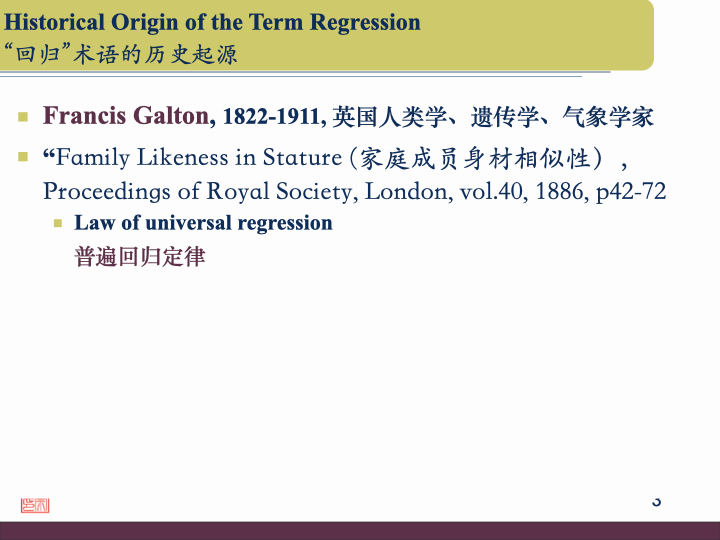 Historical Origin of the Term Regression
“回归”术语的历史起源
Francis Galton, 1822-1911, 英国人类学、遗传学、气象学家
“Family Likeness in Stature (家庭成员身材相似性），
Proceedings of Royal Society, London, vol.40, 1886, p42-72
Law of universal regression
普遍回归定律
3